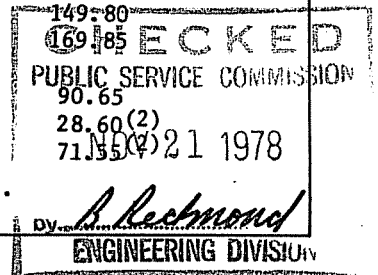 149.80
169.85
CHECKED
PUBLIC SERVICE COMMISSION
90.65
28.60(2)
71.55(2)
NOV 21 1978
by B Redmond
ENGINEERING DIVISION